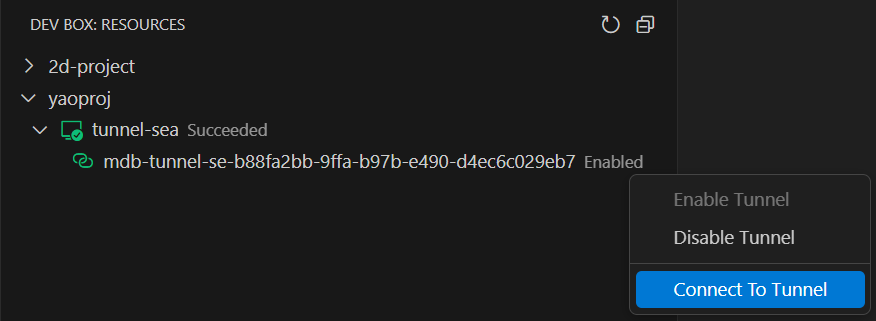 DEV BOX: RESOURCES
2d-project
yaoproj
tunnel-sea Succeeded
mdb-tunnel-se-b88fa2bb-9ffa-b97b-e490-d4ec6c029eb7 Enabled
Enable Tunnel
Disable Tunnel
Connect To Tunnel